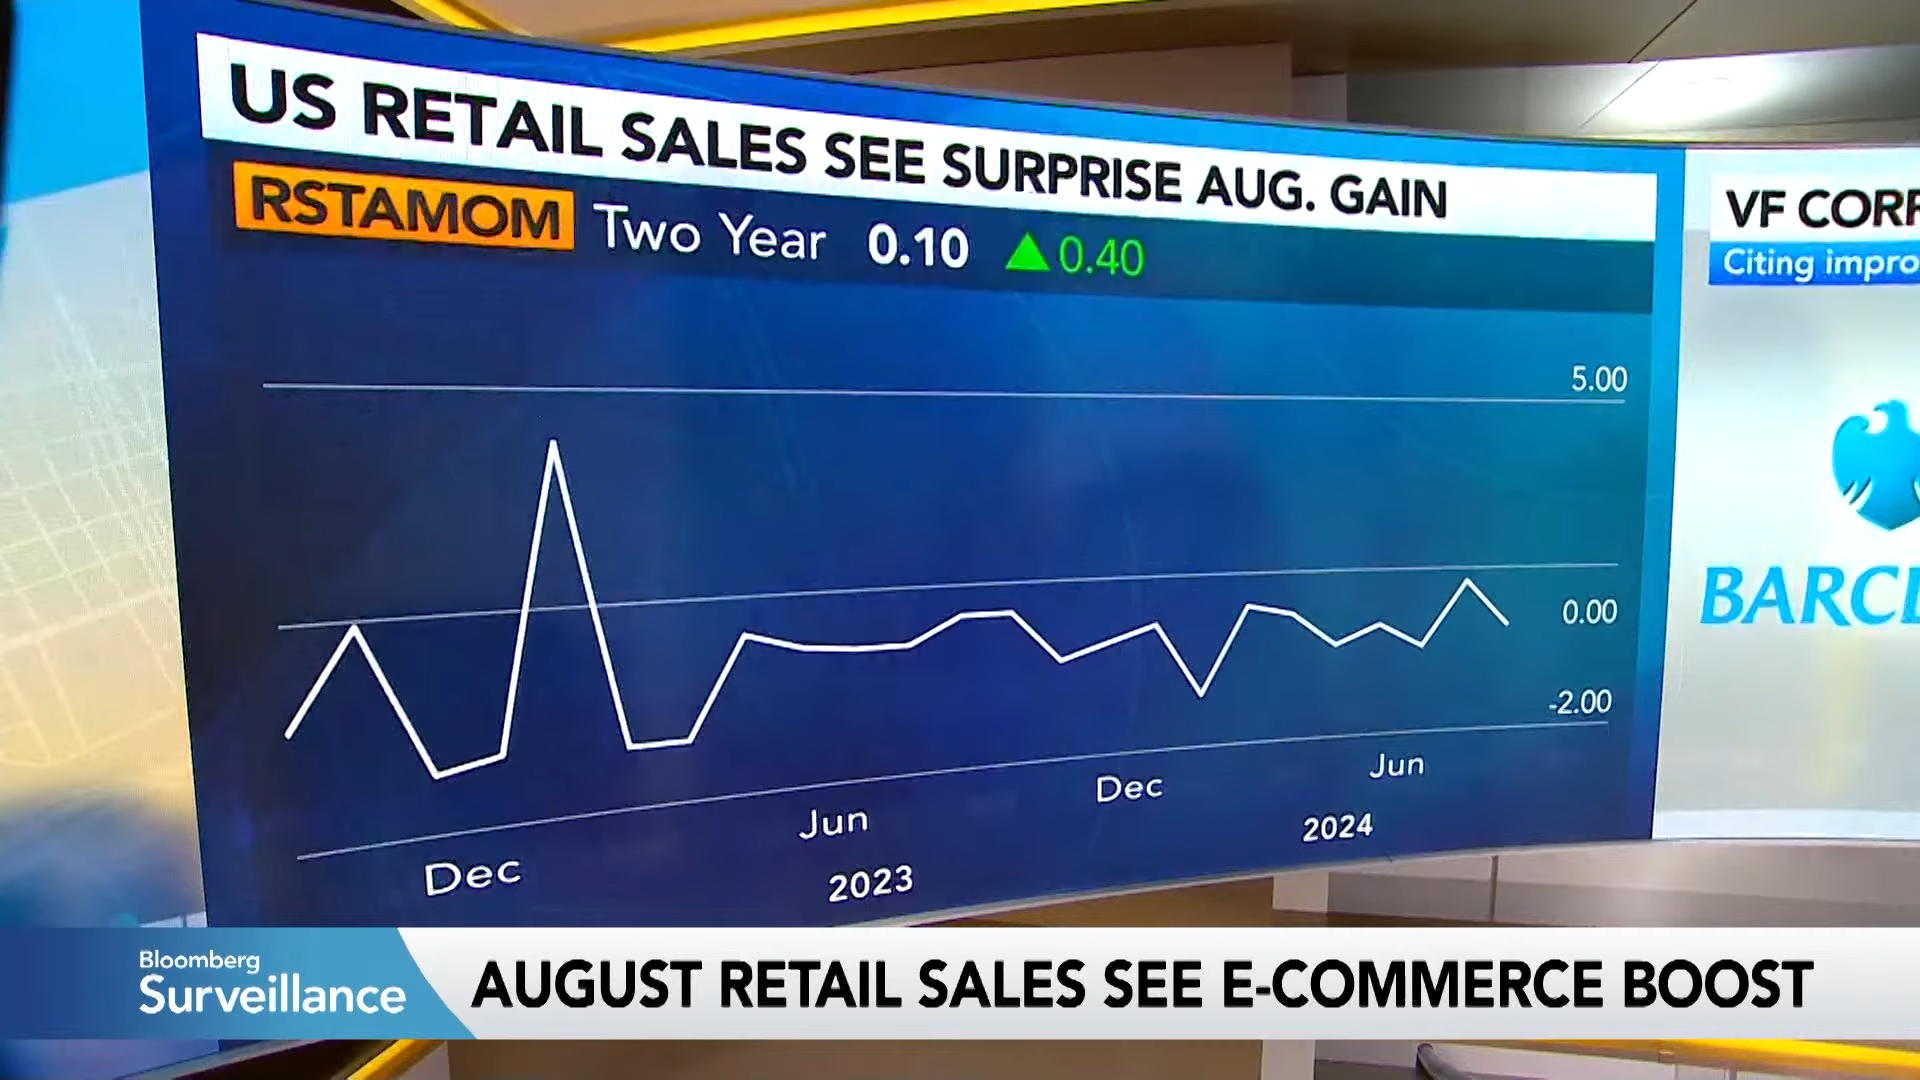 US RETAIL SALES SEE SURPRISE AUG. GAIN
RSTAMOM Two Year 0.10 ▲0.40
5.00
0.00
-2.00
Dec
Jun
Dec
Jun
2023
2024
VF CORP
Citing impro
BARCL
Bloomberg
Surveillance
AUGUST RETAIL SALES SEE E-COMMERCE BOOST